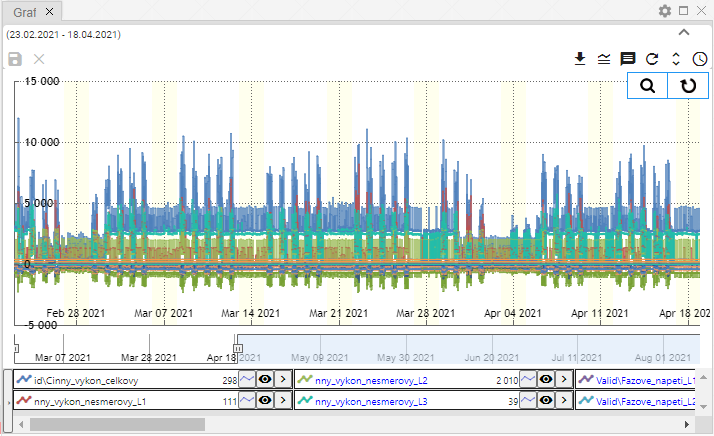 Graf
(23.02.2021 - 18.04.2021)
15 000
10 000
5 000
0
-5 000
Feb 28 2021 Mar 07 2021 Mar 14 2021 Mar 21 2021 Mar 28 2021 Apr 04 2021 Apr 11 2021 Apr 18 2021
Mar 07 2021 Mar 28 2021 Apr 18 2021 May 09 2021 May 30 2021 Jun 20 2021 Jul 11 2021 Aug 01 2021
id\Cinny_vykon_celkovy 298 nny_vykon_nesmerovy_L2 2 010 Valid\Fazove_napeti_L1
nny_vykon_nesmerovy_L1 111 nny_vykon_nesmerovy_L3 39 Valid\Fazove_napeti_L2